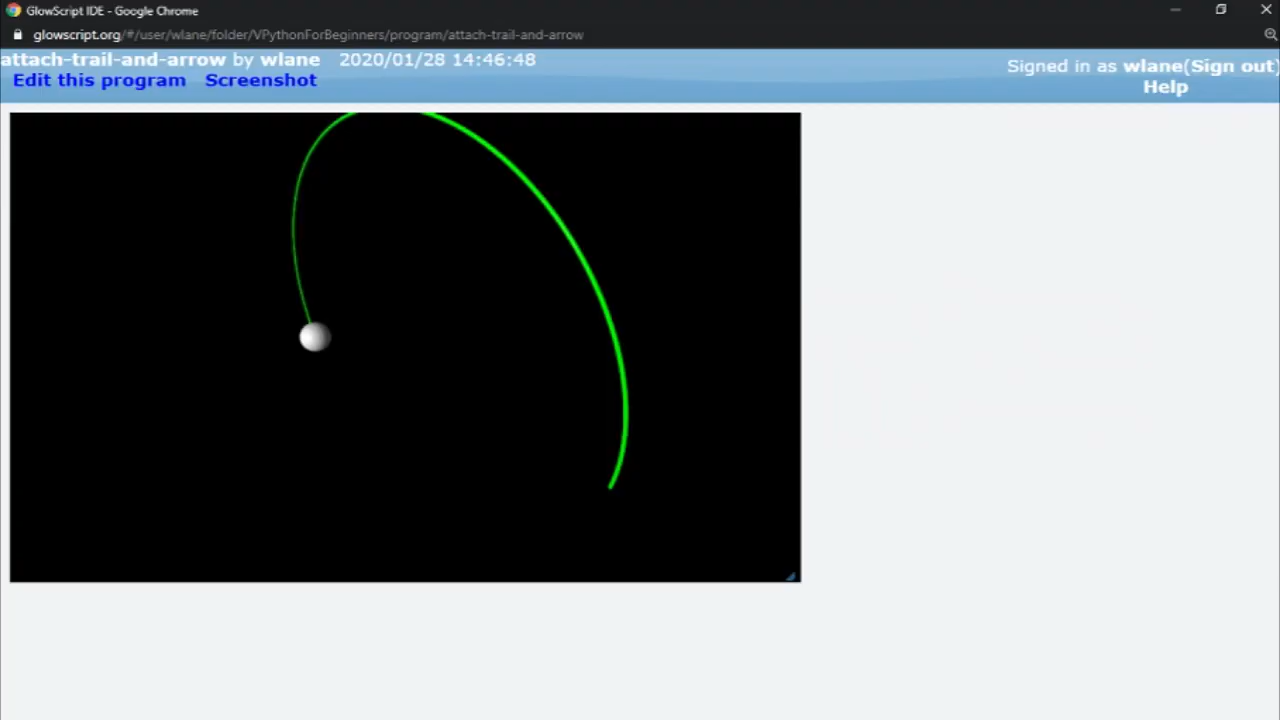 GlowScript IDE - Google Chrome
glowscript.org/#/user/wlane/folder/VPythonForBeginners/program/attach-trail-and-arrow
attach-trail-and-arrow by wlane 2020/01/28 14:46:48
Signed in as wlane(Sign out)
Edit this program Screenshot
Help